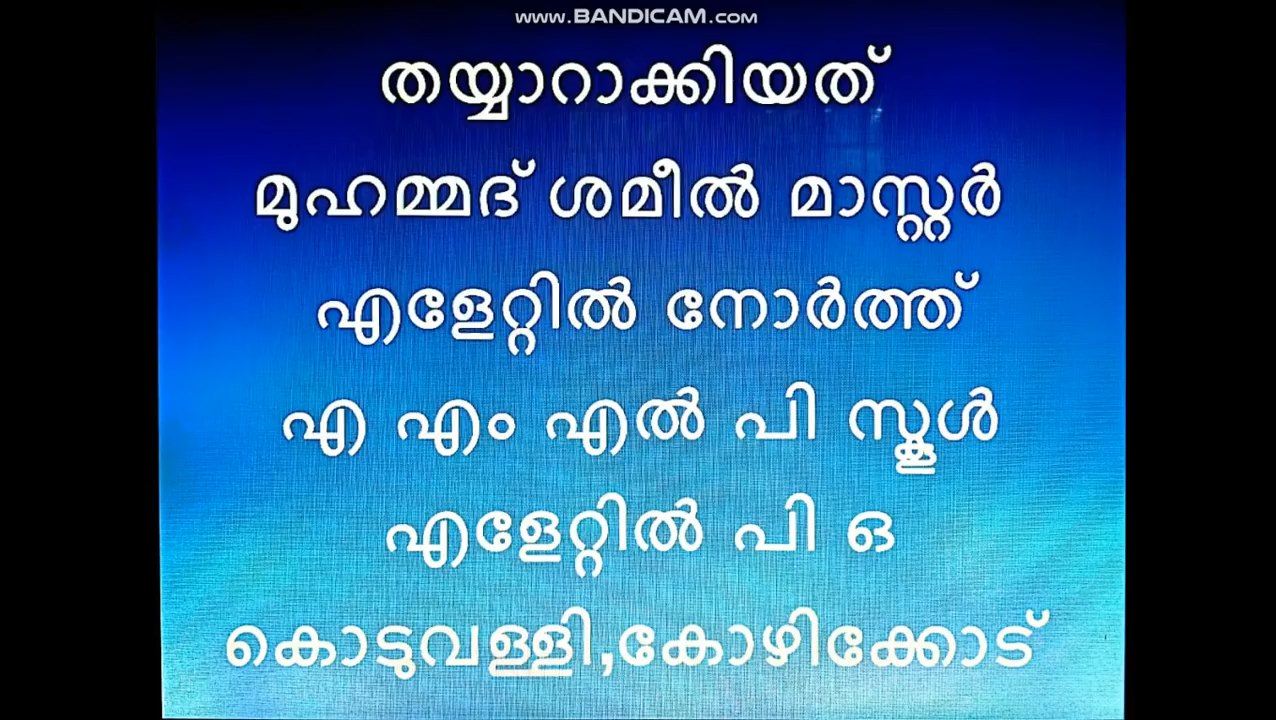 www.BANDICAM.com
തയ്യാറാക്കിയത്
മുഹമ്മദ് ശമീൽ മാസ്റ്റർ
എളേറ്റിൽ നോർത്ത്
എ എം എൽ പി സ്കൂൾ
എളേറ്റിൽ പി ഒ
കൊടുവള്ളി,കോഴിക്കോട്